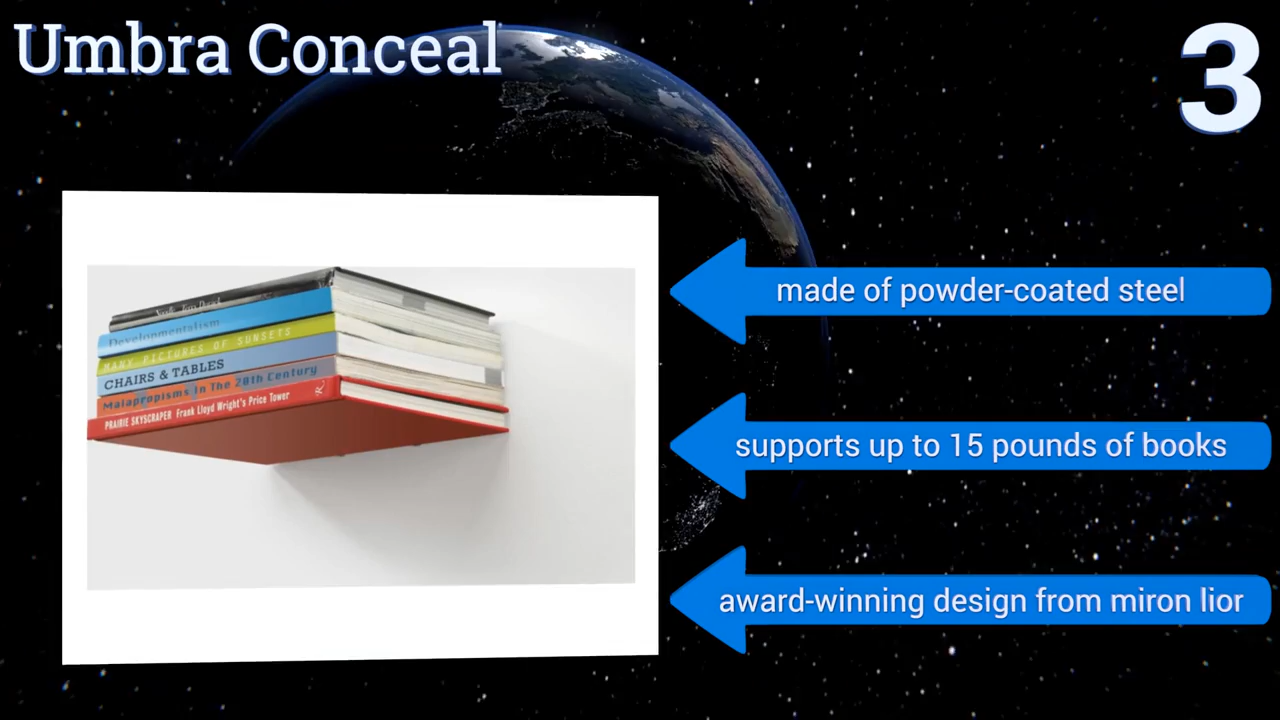 Umbra Conceal
3
Developmentalism
MANY PICTURES OF SUNSETS
CHAIRS & TABLES
Malapropisms In The 20th Century
PRAIRIE SKYSCRAPER Frank Lloyd Wright's Price Tower
made of powder-coated steel
supports up to 15 pounds of books
award-winning design from miron lior